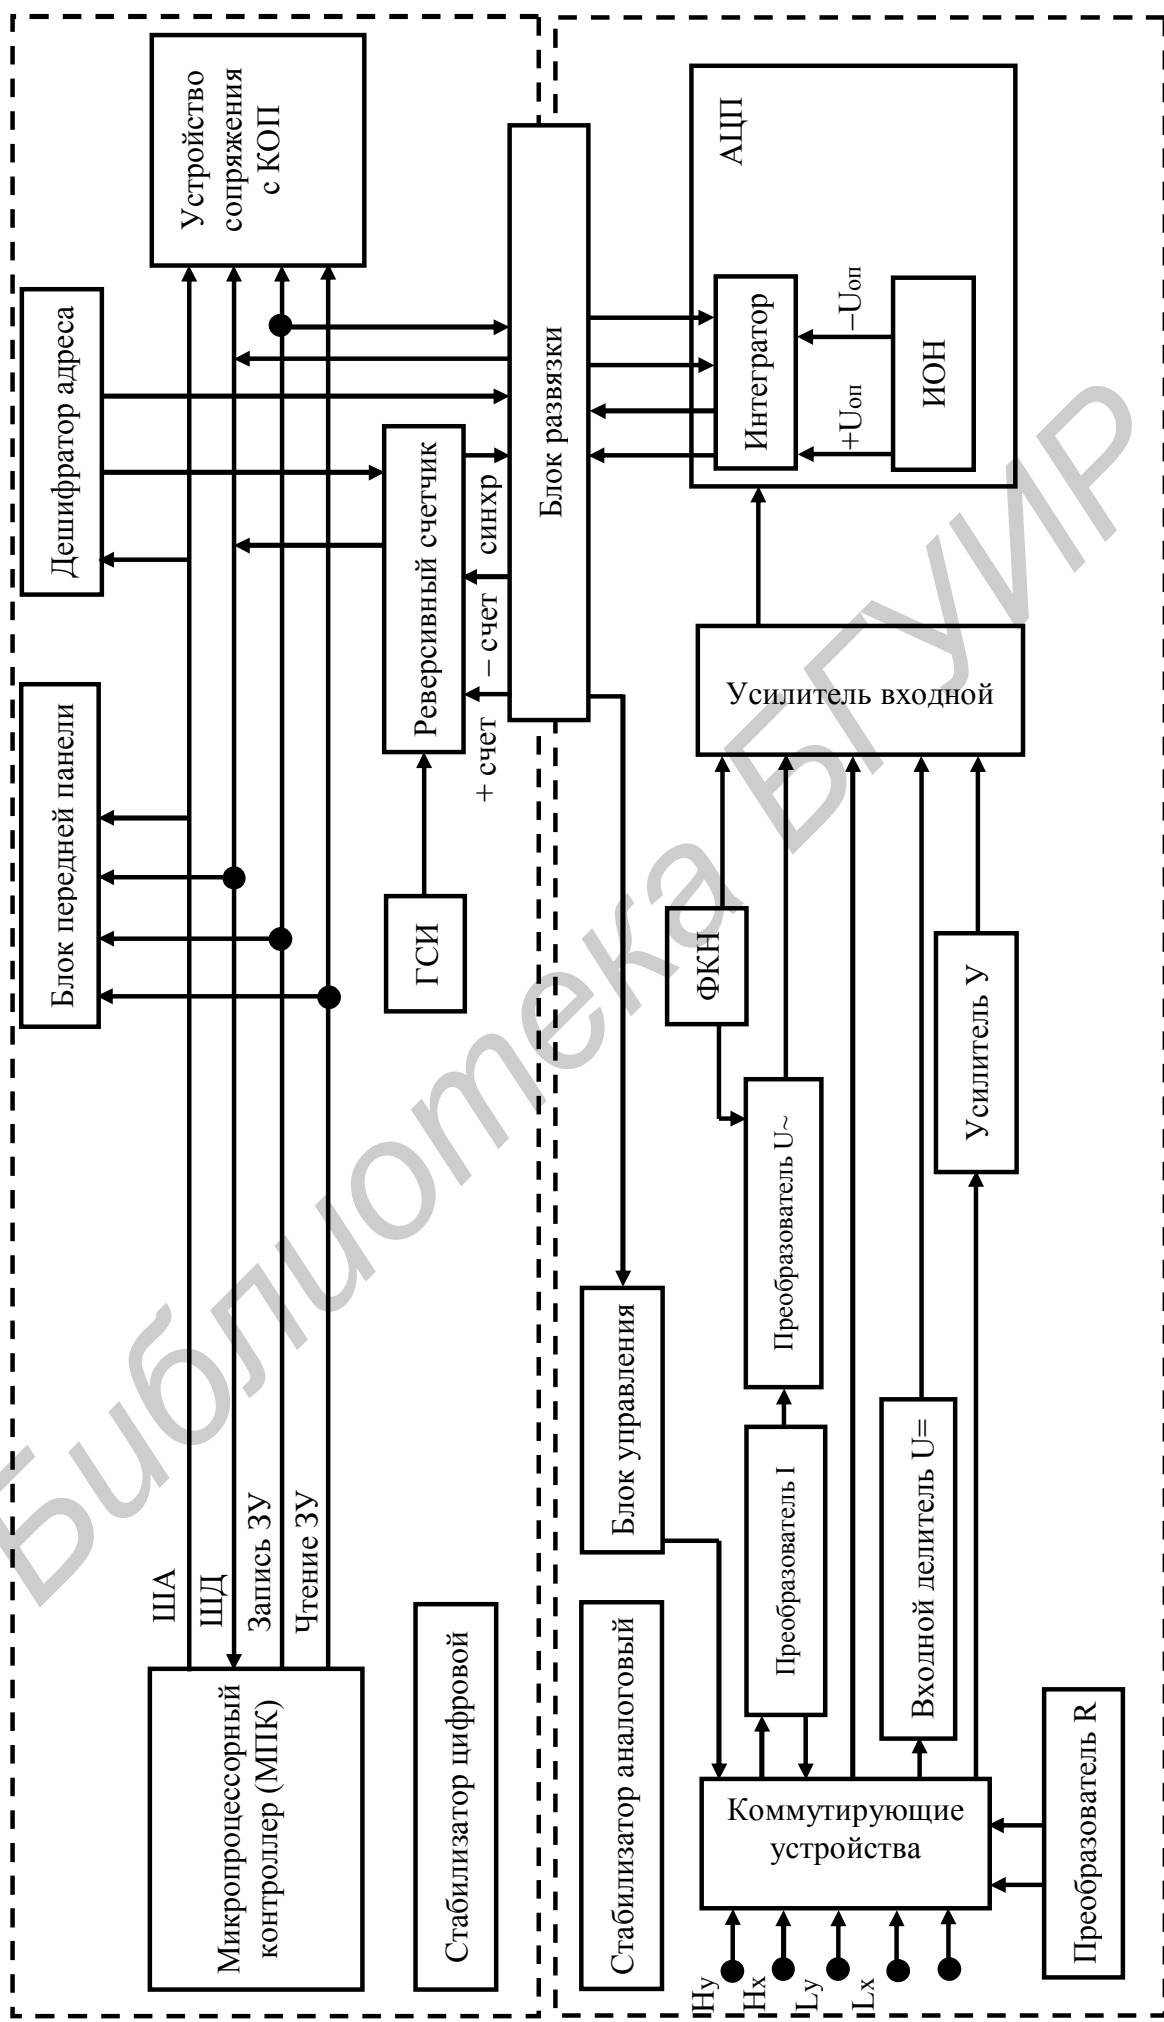 Устройство
сопряжения
с КОП
Дешифратор адреса
Блок передней панели
Реверсивный счетчик
ГСИ
+ счет
– счет
синхр
Блок развязки
ША
ШД
Запись ЗУ
Чтение ЗУ
Микропроцессорный
контроллер (МПК)
Стабилизатор цифровой
АЦП
Интегратор
+Uоп
–Uоп
ИОН
Усилитель входной
ФКН
Усилитель У
Преобразователь U~
Блок управления
Преобразователь I
Входной делитель U=
Стабилизатор аналоговый
Коммутирующие
устройства
Преобразователь R
Hy
Hx
Ly
Lx
Библиотека БГУИР